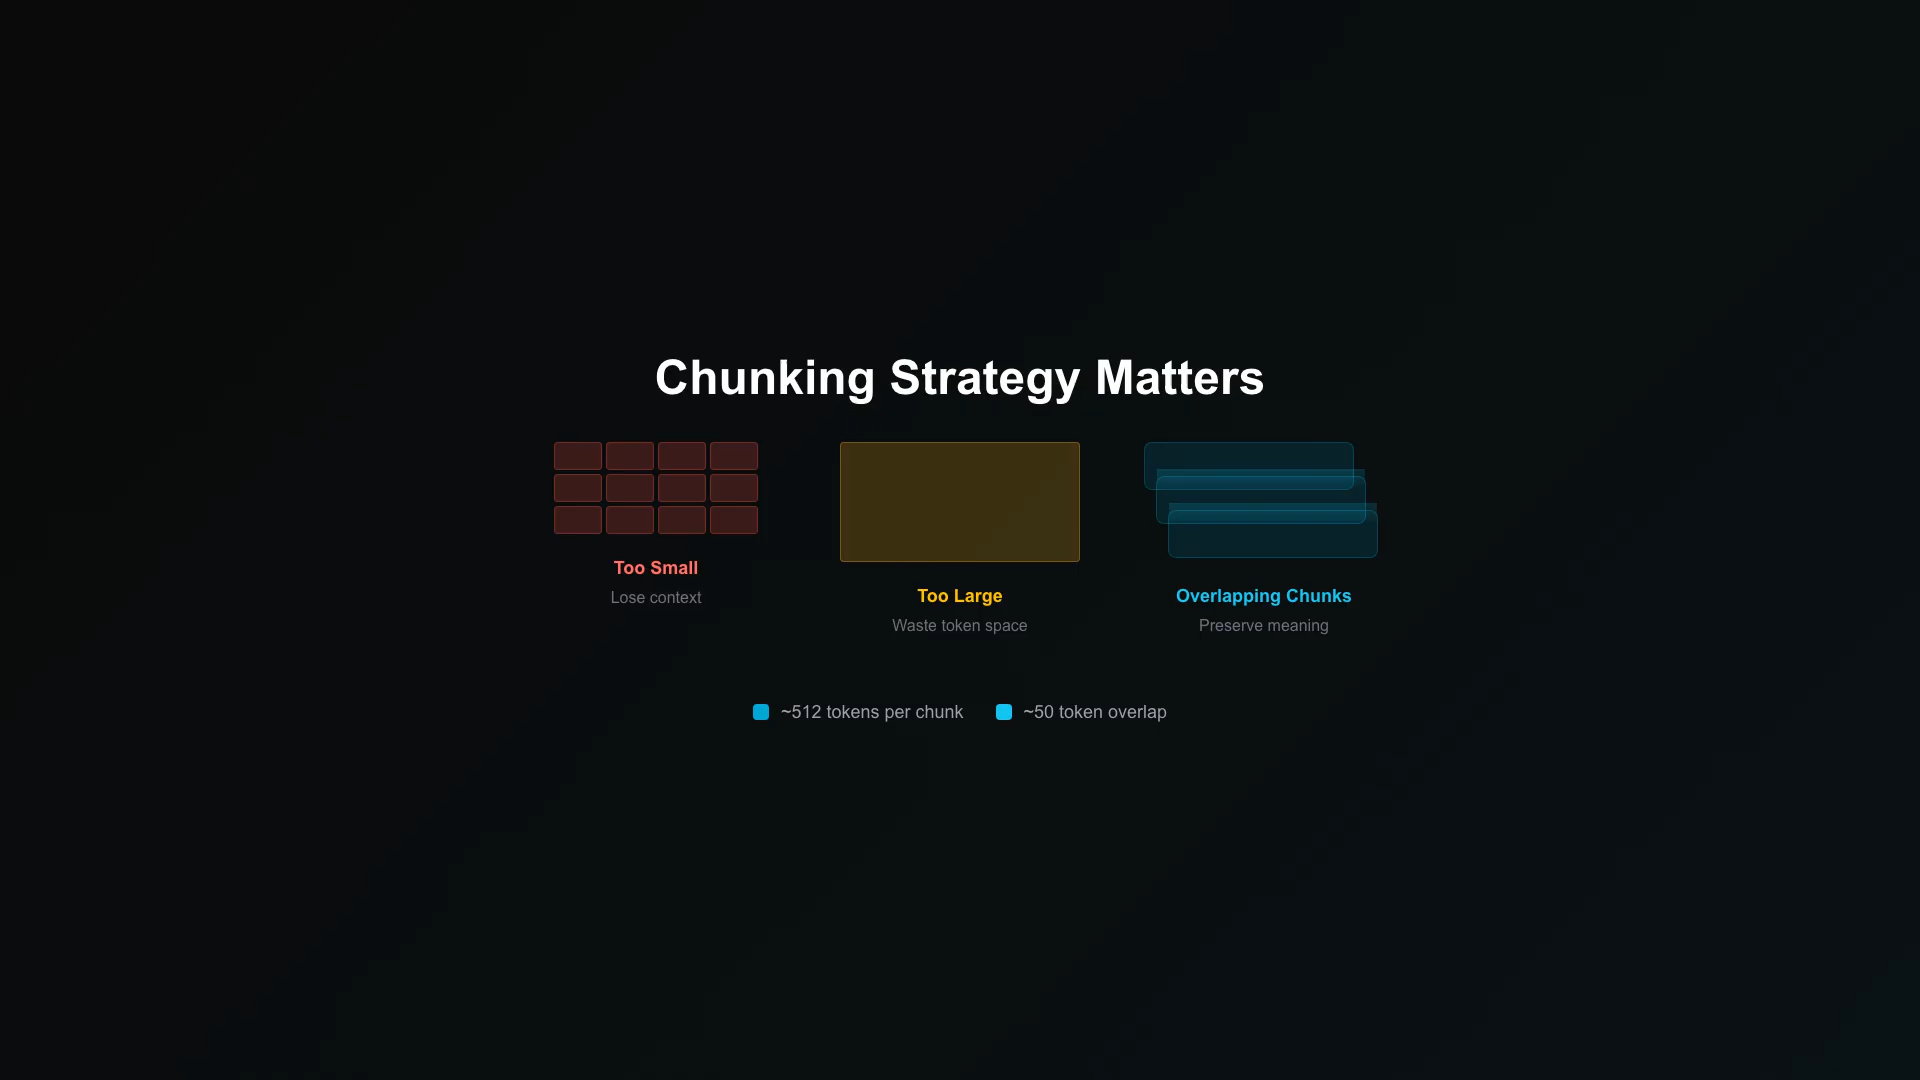 Chunking Strategy Matters
Too Small
Lose context
Too Large
Waste token space
Overlapping Chunks
Preserve meaning
~512 tokens per chunk
~50 token overlap